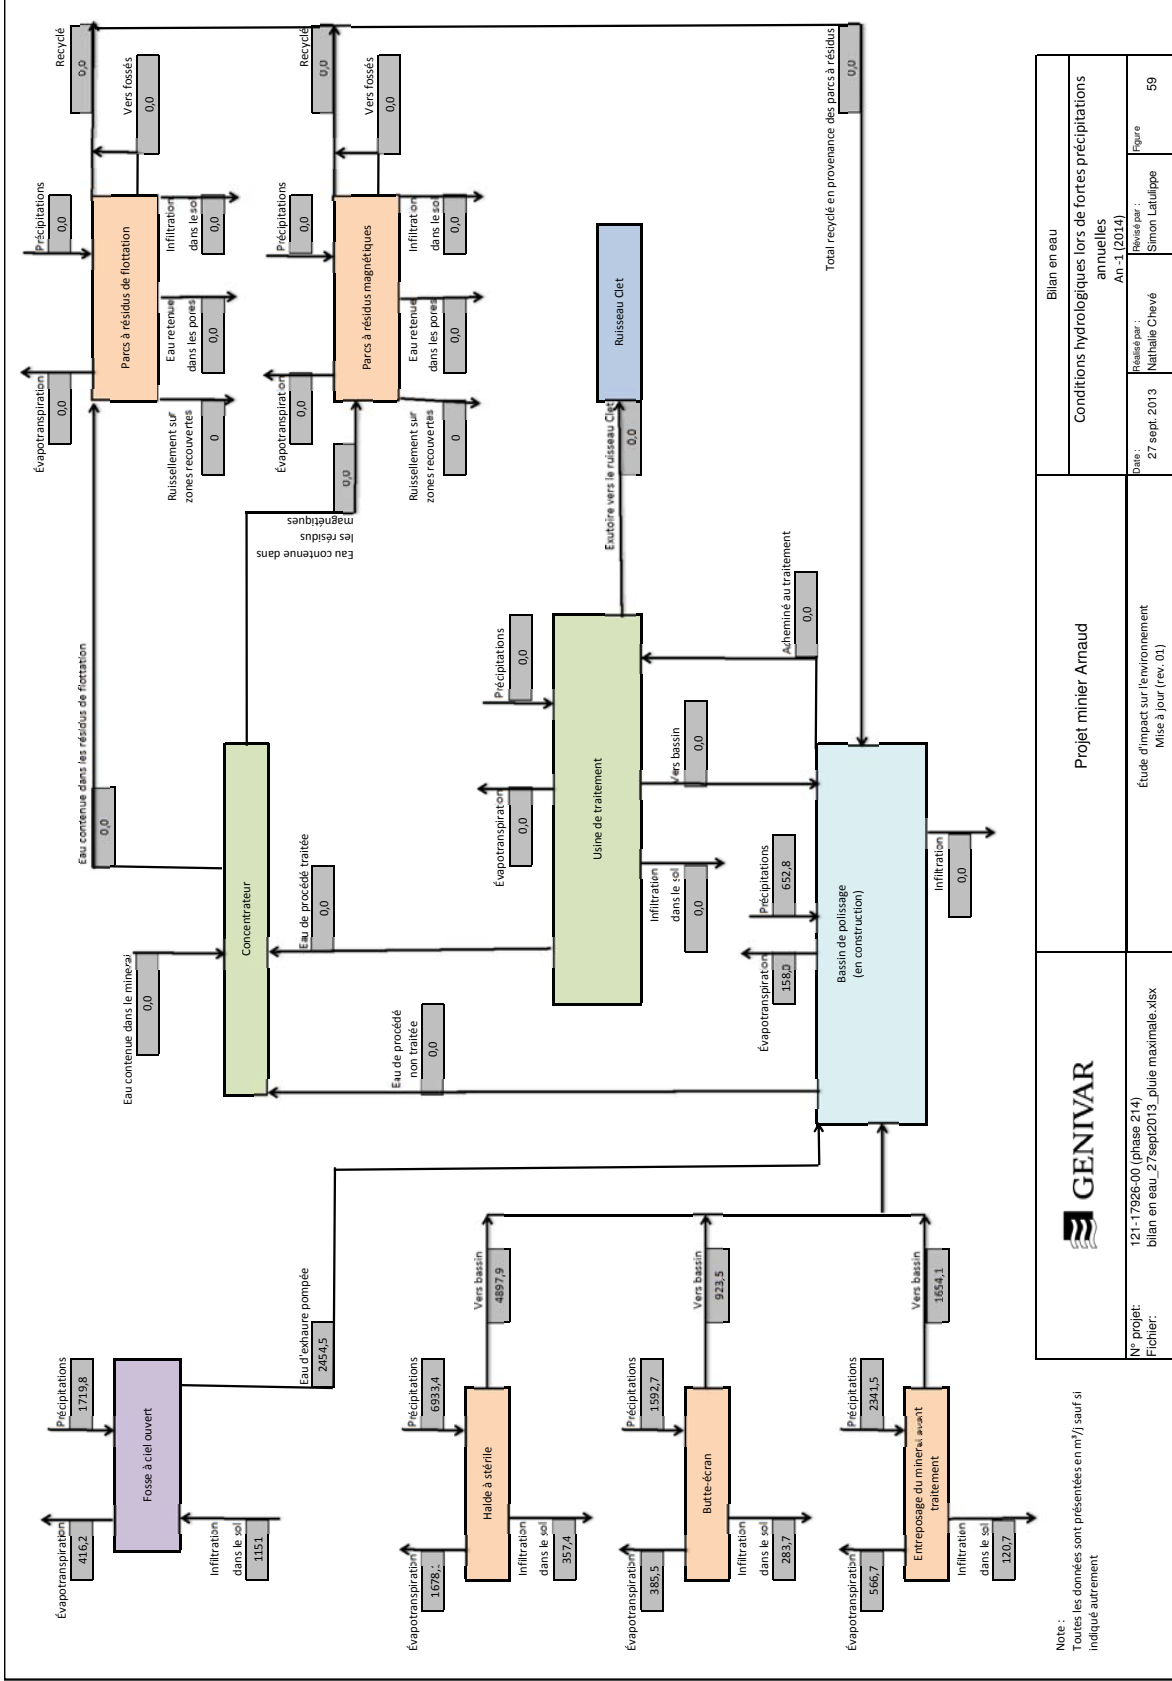 Évapotranspiration
416,2
Précipitations
1719,8
Fosse à ciel ouvert
Infiltration
dans le sol
1151
Eau d'exhaure pompée
2454,5
Évapotranspiration
Précipitations
6933,4
Halde à stérile
Infiltration
dans le sol
357,4
Vers bassin
4897,9
Évapotranspiration
385,5
Précipitations
1592,7
Butte-écran
Infiltration
dans le sol
283,7
Vers bassin
923,5
Évapotranspiration
566,7
Précipitations
2341,5
Entreposage du minerai avant
traitement
Infiltration
dans le sol
120,7
Vers bassin
1654,1
Eau contenue dans le minerai
0,0
Concentrateur
Eau de procédé
non traitée
0,0
Eau de procédé traitée
0,0
Eau contenue dans les résidus de flottation
0,0
Eau contenue dans
les résidus
magnétiques
0,0
Évapotranspiration
0,0
Précipitations
0,0
Usine de traitement
Infiltration
dans le sol
0,0
Vers bassin
0,0
Acheminé au traitement
0,0
Exutoire vers le ruisseau Clet
0,0
Ruisseau Clet
Évapotranspiration
158,0
Précipitations
652,8
Bassin de polissage
(en construction)
Infiltration
0,0
Évapotranspiration
0,0
Précipitations
0,0
Parcs à résidus de flottation
Ruissellement sur
zones recouvertes
0
Eau retenue
dans les pores
0,0
Infiltration
dans le sol
0,0
Vers fossés
0,0
Recyclé
0,0
Évapotranspiration
0,0
Précipitations
0,0
Parcs à résidus magnétiques
Ruissellement sur
zones recouvertes
0
Eau retenue
dans les pores
0,0
Infiltration
dans le sol
0,0
Vers fossés
0,0
Recyclé
0,0
Total recyclé en provenance des parcs à résidus
0,0
Note :
Toutes les données sont présentées en m³/j sauf si
indiqué autrement
GENIVAR
N° projet: 121-17926-00 (phase 214)
Fichier: bilan en eau_27sept2013_pluie maximale.xlsx
Projet minier Arnaud
Étude d'impact sur l'environnement
Mise à jour (rev. 01)
Bilan en eau
Conditions hydrologiques lors de fortes précipitations
annuelles
An -1 (2014)
Date :
27 sept. 2013
Réalisé par :
Nathalie Chevé
Révisé par :
Simon Latulippe
Figure
59